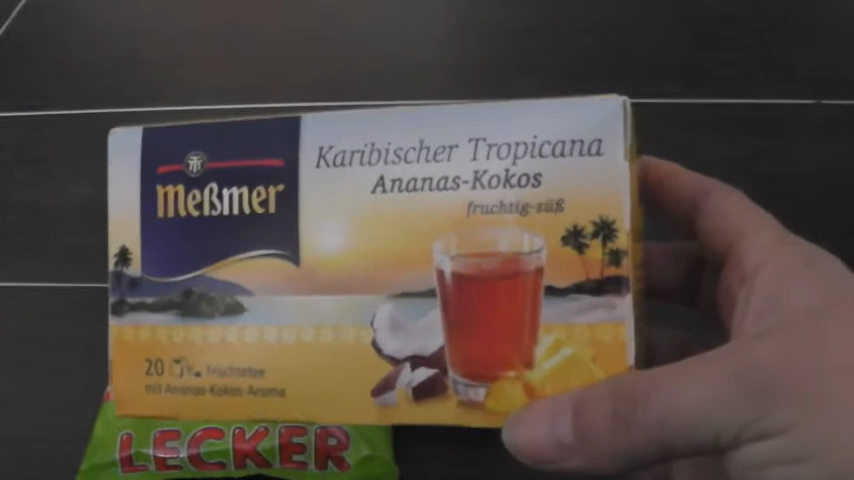 Meßmer
Karibischer Tropicana
Ananas-Kokos
fruchtig-süß
20 Früchtetee
mit Ananas-Kokos-Aroma
LECKER